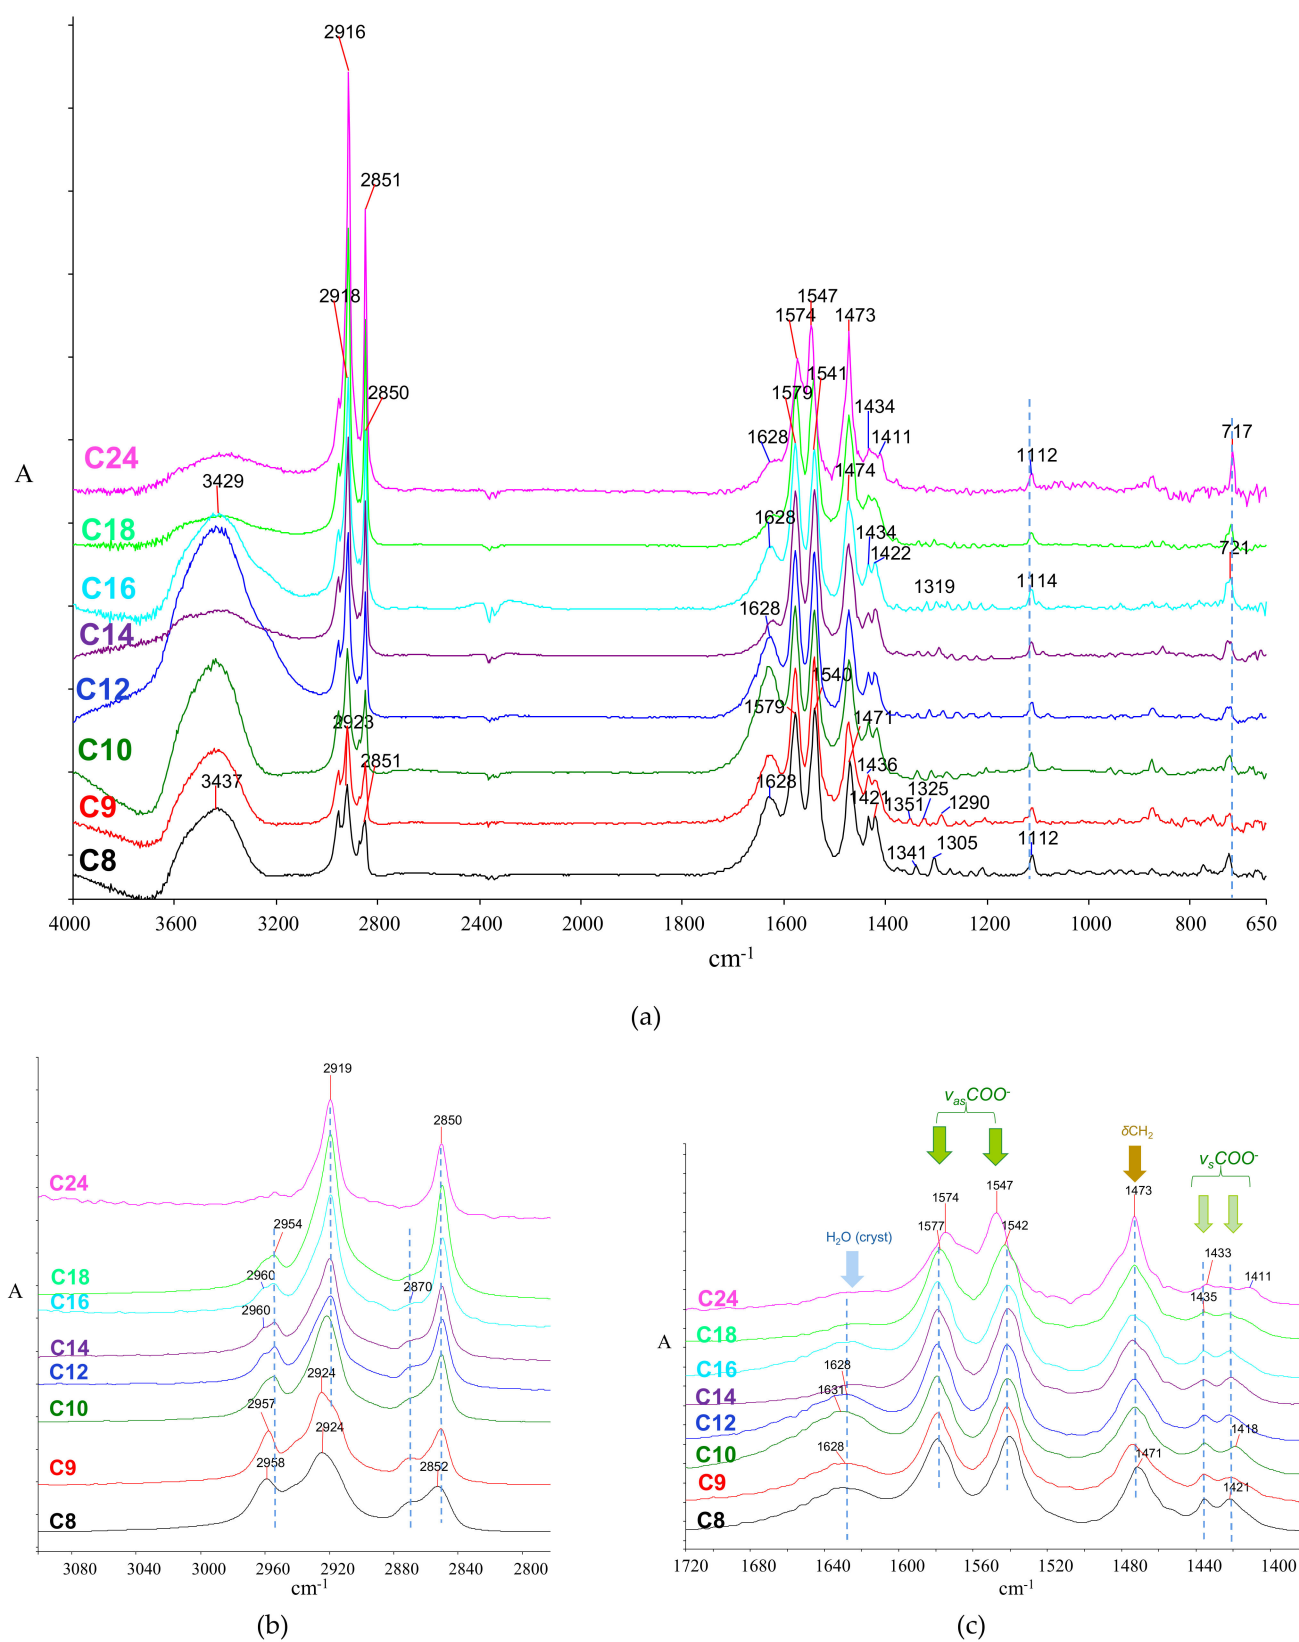 2916
2851
2918
1547
1574
1473
1541
1579
2850
1434
1628
1411
717
A
C24
1112
1474
3429
C18
1628
1434
1422
721
C16
1319
1114
C14
1628
C12
1540
1579
2923
1471
C10
2851
1436
3437
1628
C9
1421
1351
1325
1290
C8
1341
1305
1112
4000 3600 3200 2800 2400 2000 1600 1400 1200 1000 800 650
cm-1
(a)
2919
2850
C24
2954
C18
2960
2870
C16
2960
C14
C12
2924
C10
2957
2924
C9
2958
2852
C8
A
3080 3040 3000 2960 2920 2880 2840 2800
cm-1
(b)
νasCOO-
δCH2
νsCOO-
1547
1473
1574
1577
1542
H2O (cryst)
1433
1411
C24
1435
C18
A
C16
1628
C14
1631
C12
1418
C10
1628
1471
C9
1421
C8
1720 1680 1640 1600 1560 1520 1480 1440 1400
cm-1
(c)